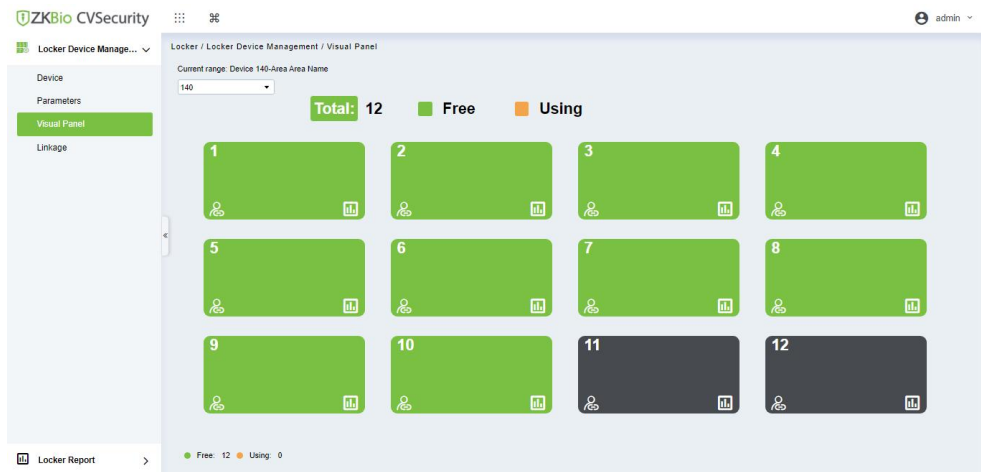 ZKBio CVSecurity
admin
Locker Device Manage...
Device
Parameters
Visual Panel
Linkage
Locker Report
Locker / Locker Device Management / Visual Panel
Current range: Device 140-Area Area Name
140
Total: 12 Free Using
1 2 3 4
5 6 7 8
9 10 11 12
Free: 12 Using: 0